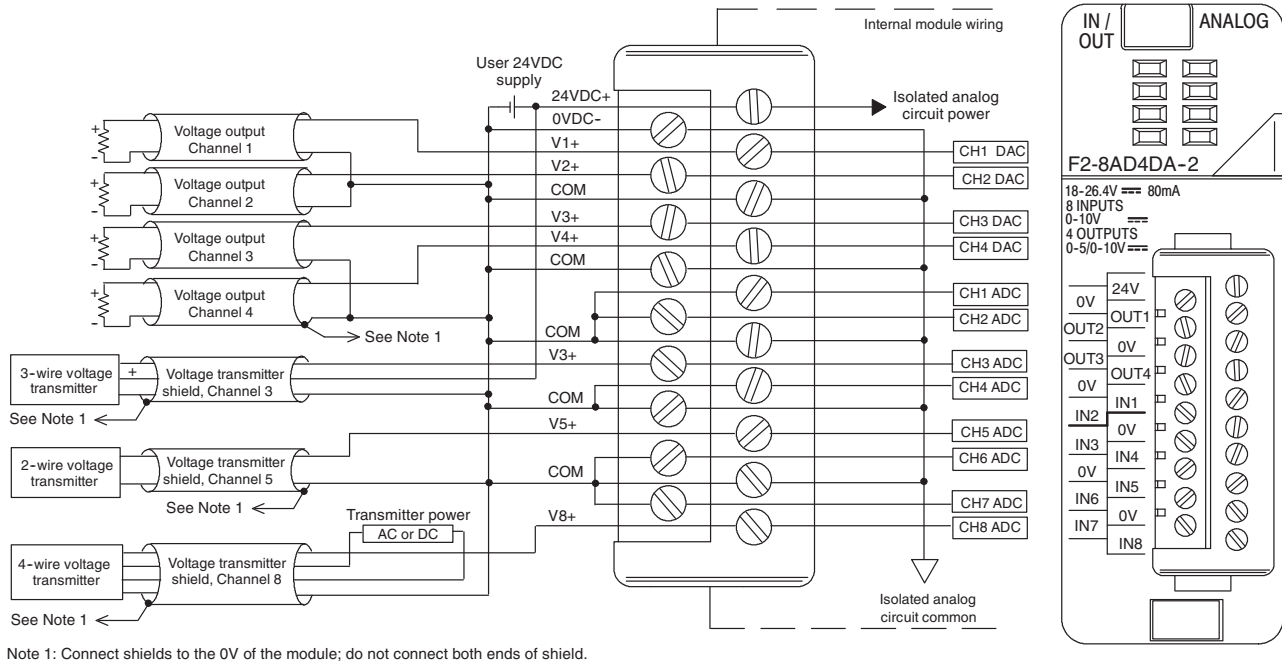 Internal module wiring
User 24VDC
supply
24VDC+
0VDC-
V1+
V2+
COM
V3+
V4+
COM
COM
V3+
COM
V5+
COM
V8+
+
-
Voltage output
Channel 1
+
-
Voltage output
Channel 2
+
-
Voltage output
Channel 3
+
-
Voltage output
Channel 4
See Note 1
3-wire voltage
transmitter
+
Voltage transmitter
shield, Channel 3
See Note 1
2-wire voltage
transmitter
Voltage transmitter
shield, Channel 5
See Note 1
Transmitter power
AC or DC
4-wire voltage
transmitter
Voltage transmitter
shield, Channel 8
See Note 1
Isolated analog
circuit power
CH1 DAC
CH2 DAC
CH3 DAC
CH4 DAC
CH1 ADC
CH2 ADC
CH3 ADC
CH4 ADC
CH5 ADC
CH6 ADC
CH7 ADC
CH8 ADC
Isolated analog
circuit common
Note 1: Connect shields to the 0V of the module; do not connect both ends of shield.
IN /
OUT
ANALOG
F2-8AD4DA-2
18-26.4V 80mA
8 INPUTS
0-10V
4 OUTPUTS
0-5/0-10V
24V
0V
OUT1
OUT2
0V
OUT3
OUT4
0V
IN1
IN2
0V
IN3
IN4
0V
IN5
IN6
0V
IN7
IN8